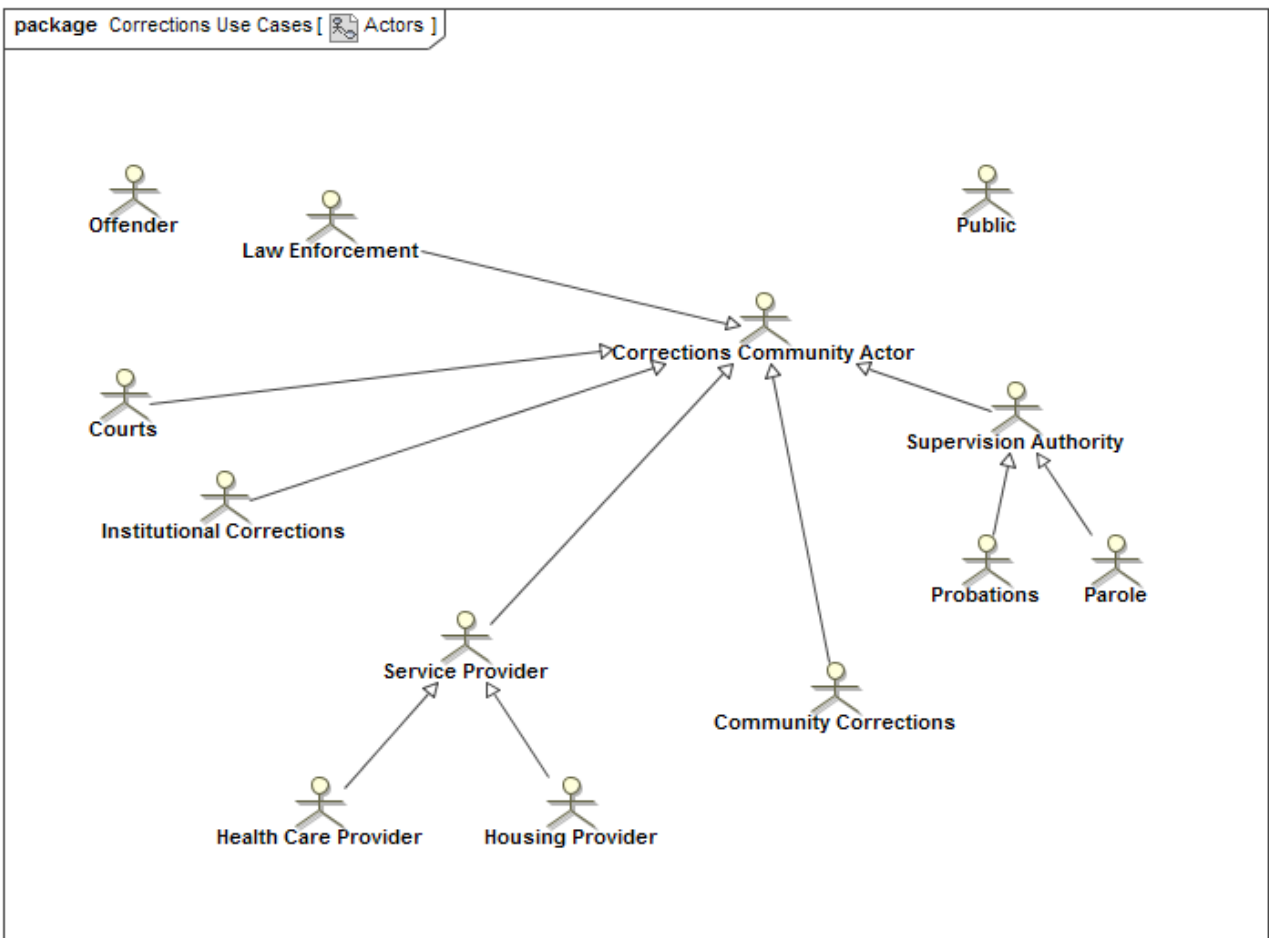 package Corrections Use Cases [ Actors ]
Offender
Public
Law Enforcement
Corrections Community Actor
Courts
Supervision Authority
Institutional Corrections
Probations
Parole
Service Provider
Community Corrections
Health Care Provider
Housing Provider